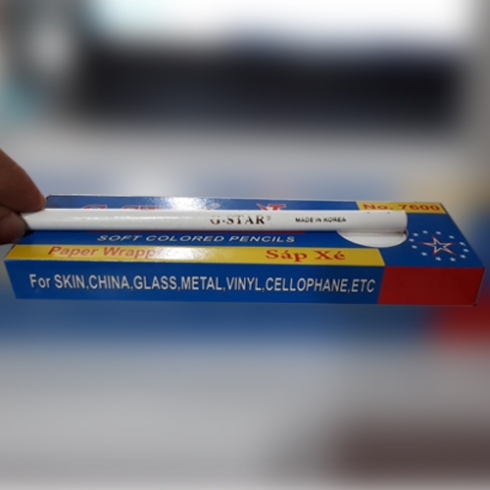 G-STAR®
MADE IN KOREA
No. 7600
SOFT COLORED PENCILS
Paper Wrapp
Sáp Xé
For SKIN,CHINA,GLASS,METAL,VINYL,CELLOPHANE,ETC